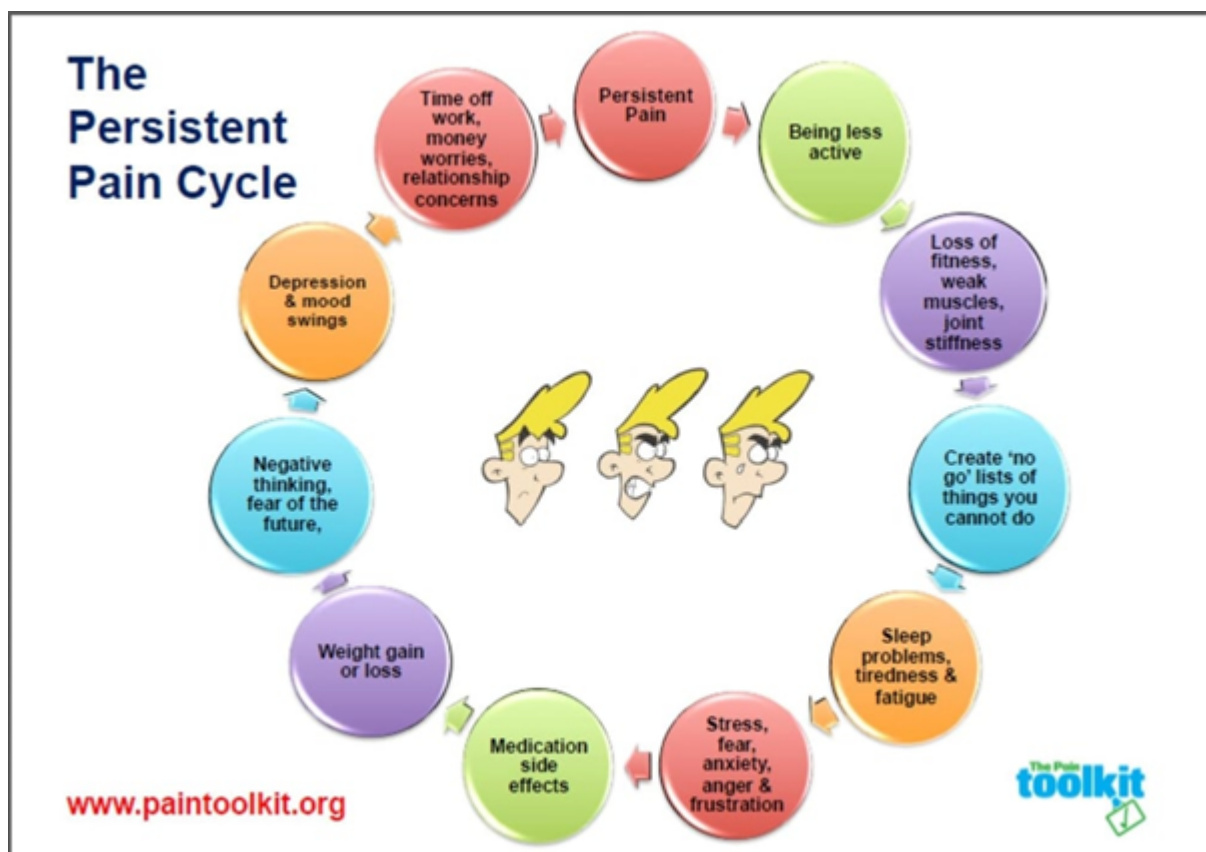 The
Persistent
Pain Cycle
Persistent
Pain
Being less
active
Loss of
fitness,
weak
muscles,
joint
stiffness
Create ‘no
go’ lists of
things you
cannot do
Sleep
problems,
tiredness &
fatigue
Stress,
fear,
anxiety,
anger &
frustration
Medication
side
effects
Weight gain
or loss
Negative
thinking,
fear of the
future,
Depression
& mood
swings
Time off
work,
money
worries,
relationship
concerns
www.paintoolkit.org
The Pain
toolkit